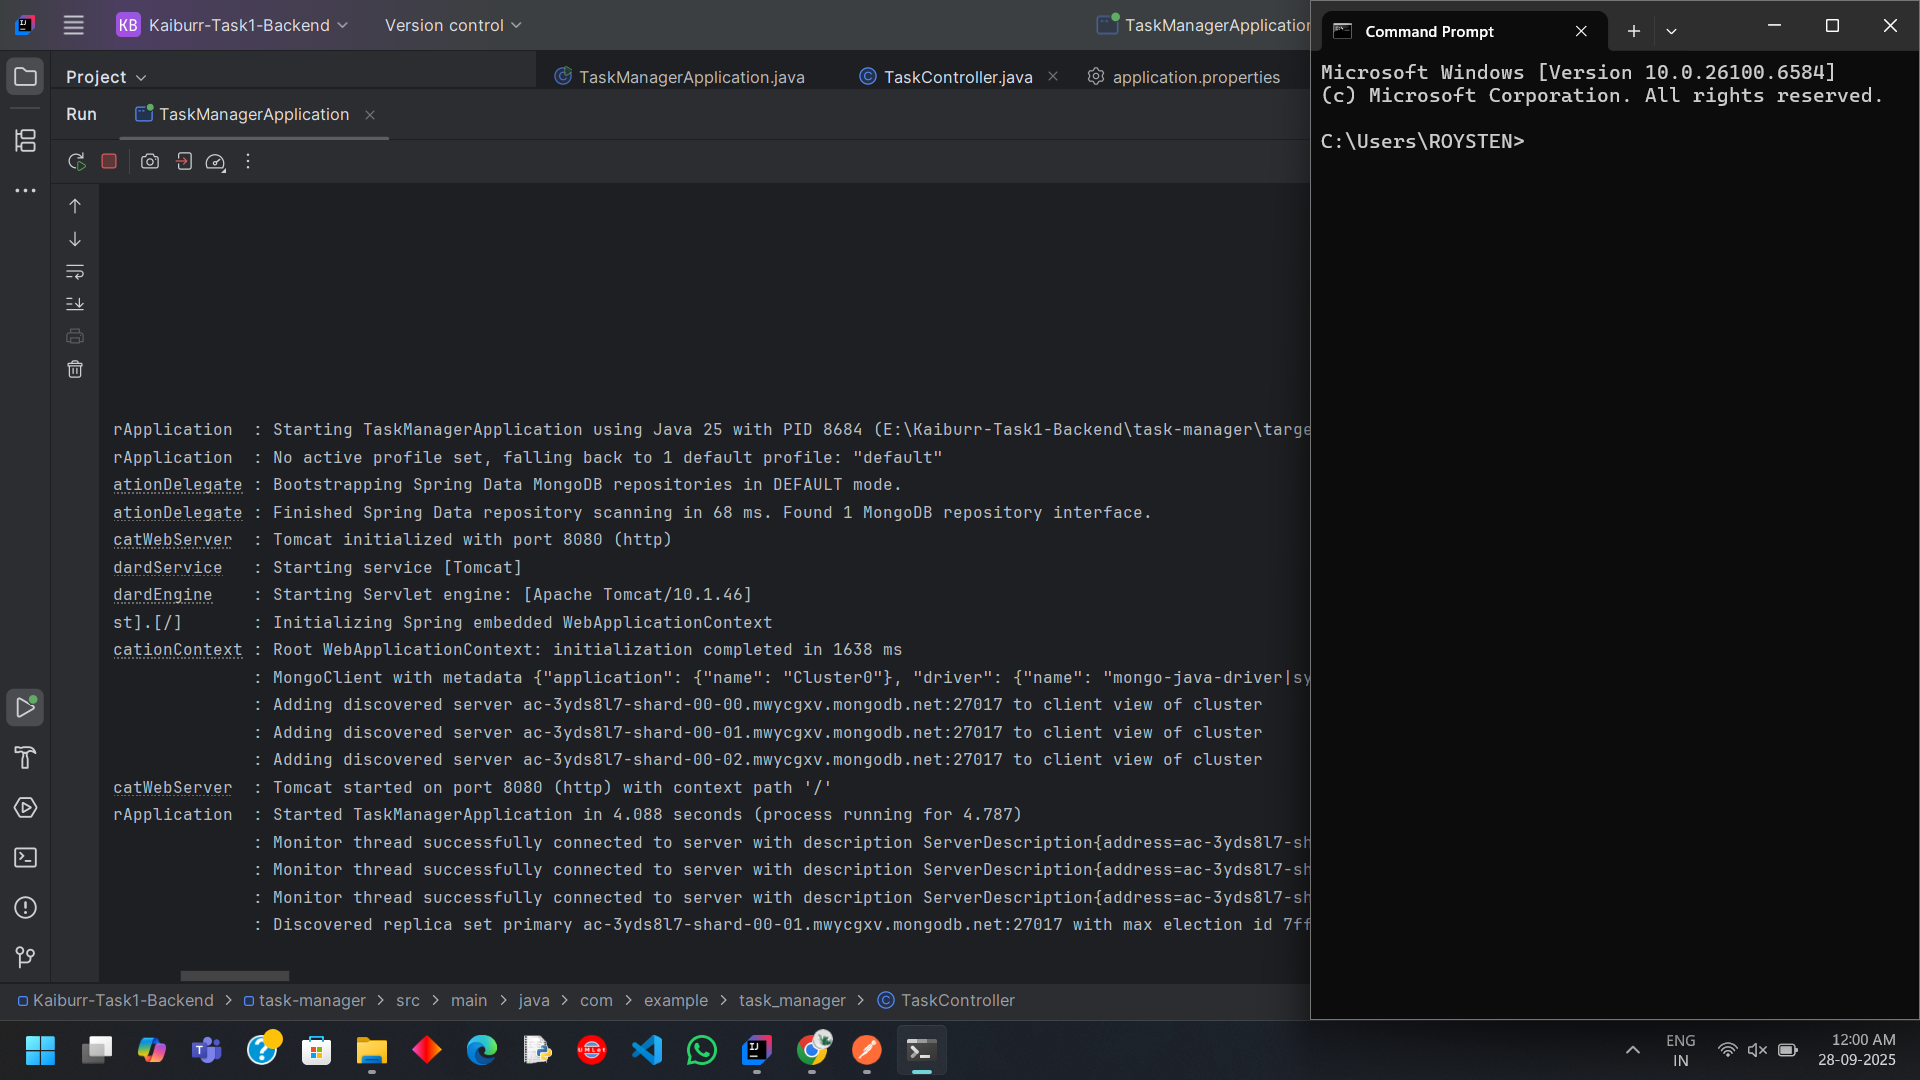 KB Kaiburr-Task1-Backend Version control TaskManagerApplication
Project TaskManagerApplication.java TaskController.java application.properties
Run TaskManagerApplication
rApplication : Starting TaskManagerApplication using Java 25 with PID 8684 (E:\Kaiburr-Task1-Backend\task-manager\targe
rApplication : No active profile set, falling back to 1 default profile: "default"
ationDelegate : Bootstrapping Spring Data MongoDB repositories in DEFAULT mode.
ationDelegate : Finished Spring Data repository scanning in 68 ms. Found 1 MongoDB repository interface.
catWebServer : Tomcat initialized with port 8080 (http)
dardService : Starting service [Tomcat]
dardEngine : Starting Servlet engine: [Apache Tomcat/10.1.46]
st].[/] : Initializing Spring embedded WebApplicationContext
cationContext : Root WebApplicationContext: initialization completed in 1638 ms
: MongoClient with metadata {"application": {"name": "Cluster0"}, "driver": {"name": "mongo-java-driver|sy
: Adding discovered server ac-3yds8l7-shard-00-00.mwycgxv.mongodb.net:27017 to client view of cluster
: Adding discovered server ac-3yds8l7-shard-00-01.mwycgxv.mongodb.net:27017 to client view of cluster
: Adding discovered server ac-3yds8l7-shard-00-02.mwycgxv.mongodb.net:27017 to client view of cluster
catWebServer : Tomcat started on port 8080 (http) with context path '/'
rApplication : Started TaskManagerApplication in 4.088 seconds (process running for 4.787)
: Monitor thread successfully connected to server with description ServerDescription{address=ac-3yds8l7-sh
: Monitor thread successfully connected to server with description ServerDescription{address=ac-3yds8l7-sh
: Monitor thread successfully connected to server with description ServerDescription{address=ac-3yds8l7-sh
: Discovered replica set primary ac-3yds8l7-shard-00-01.mwycgxv.mongodb.net:27017 with max election id 7ff
Kaiburr-Task1-Backend > task-manager > src > main > java > com > example > task_manager > TaskController
Command Prompt
Microsoft Windows [Version 10.0.26100.6584]
(c) Microsoft Corporation. All rights reserved.
C:\Users\ROYSTEN>
ENG
IN
12:00 AM
28-09-2025